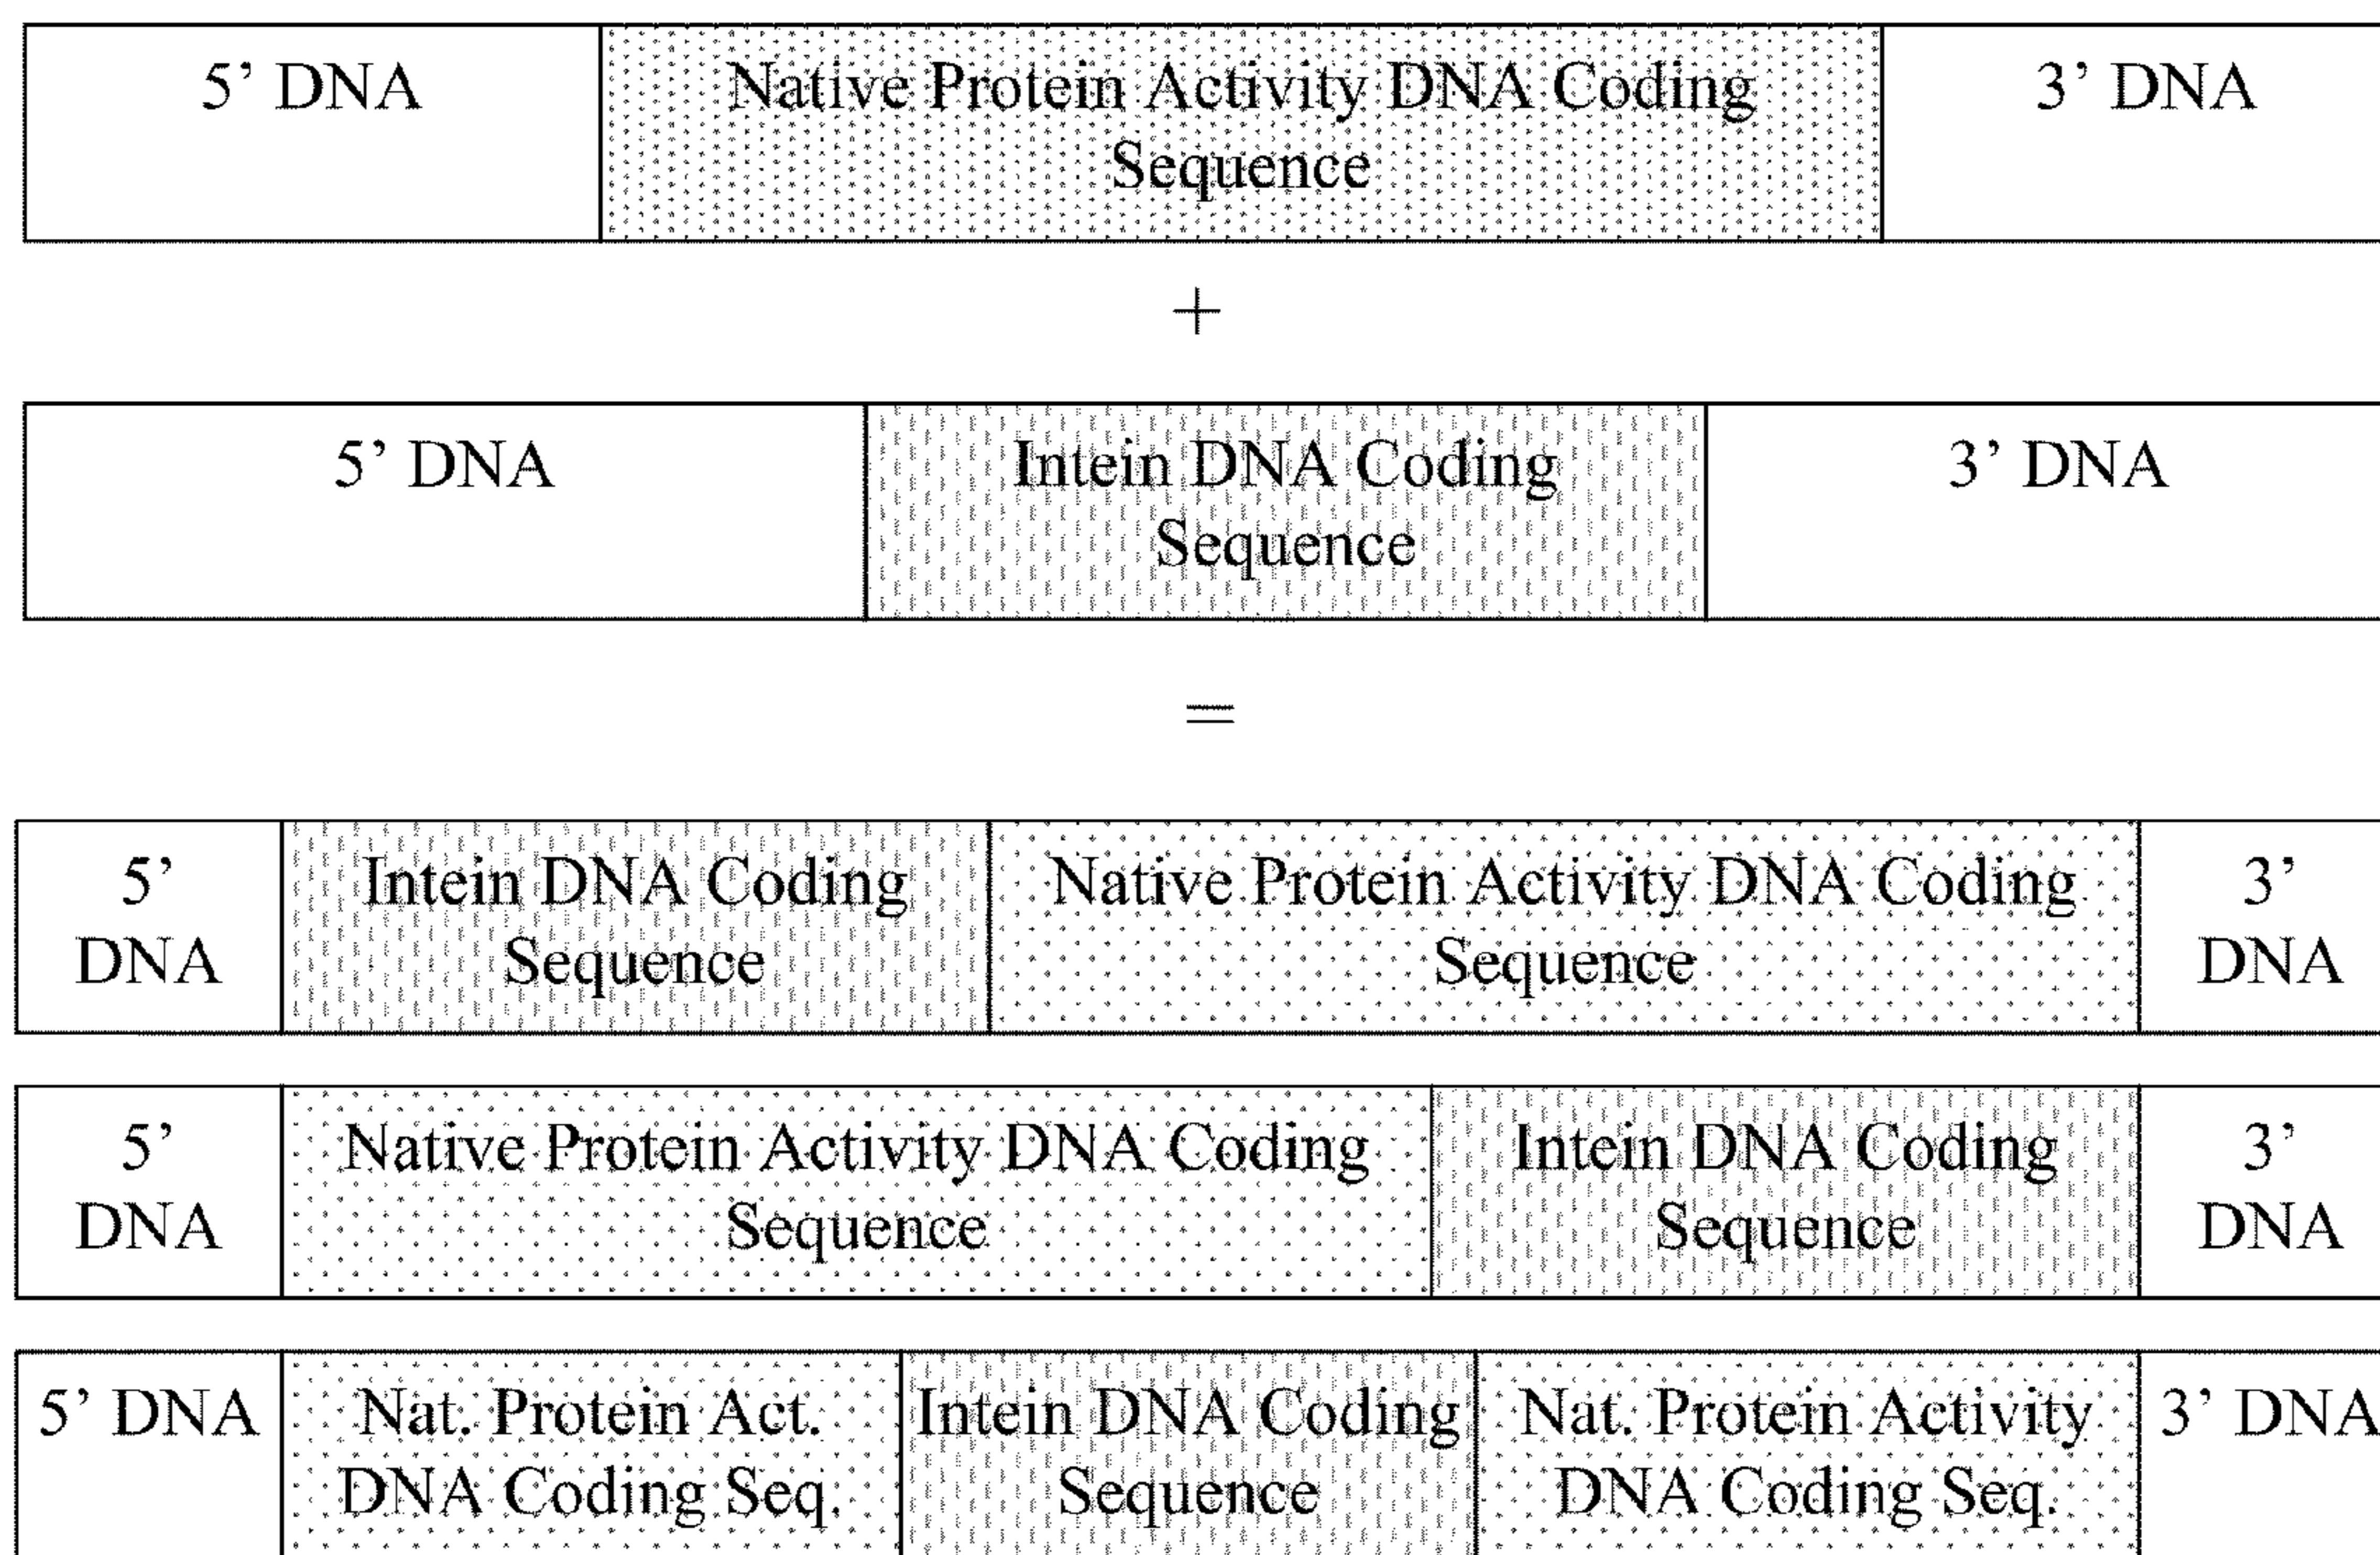 5’ DNA
Native Protein Activity DNA Coding
Sequence
3’ DNA
+
5’ DNA
Intein DNA Coding
Sequence
3’ DNA
=
5’
DNA
Intein DNA Coding
Sequence
Native Protein Activity DNA Coding
Sequence
3’
DNA
5’
DNA
Native Protein Activity DNA Coding
Sequence
Intein DNA Coding
Sequence
3’
DNA
5’ DNA
Nat. Protein Act.
DNA Coding Seq.
Intein DNA Coding
Sequence
Nat. Protein Activity
DNA Coding Seq.
3’ DNA